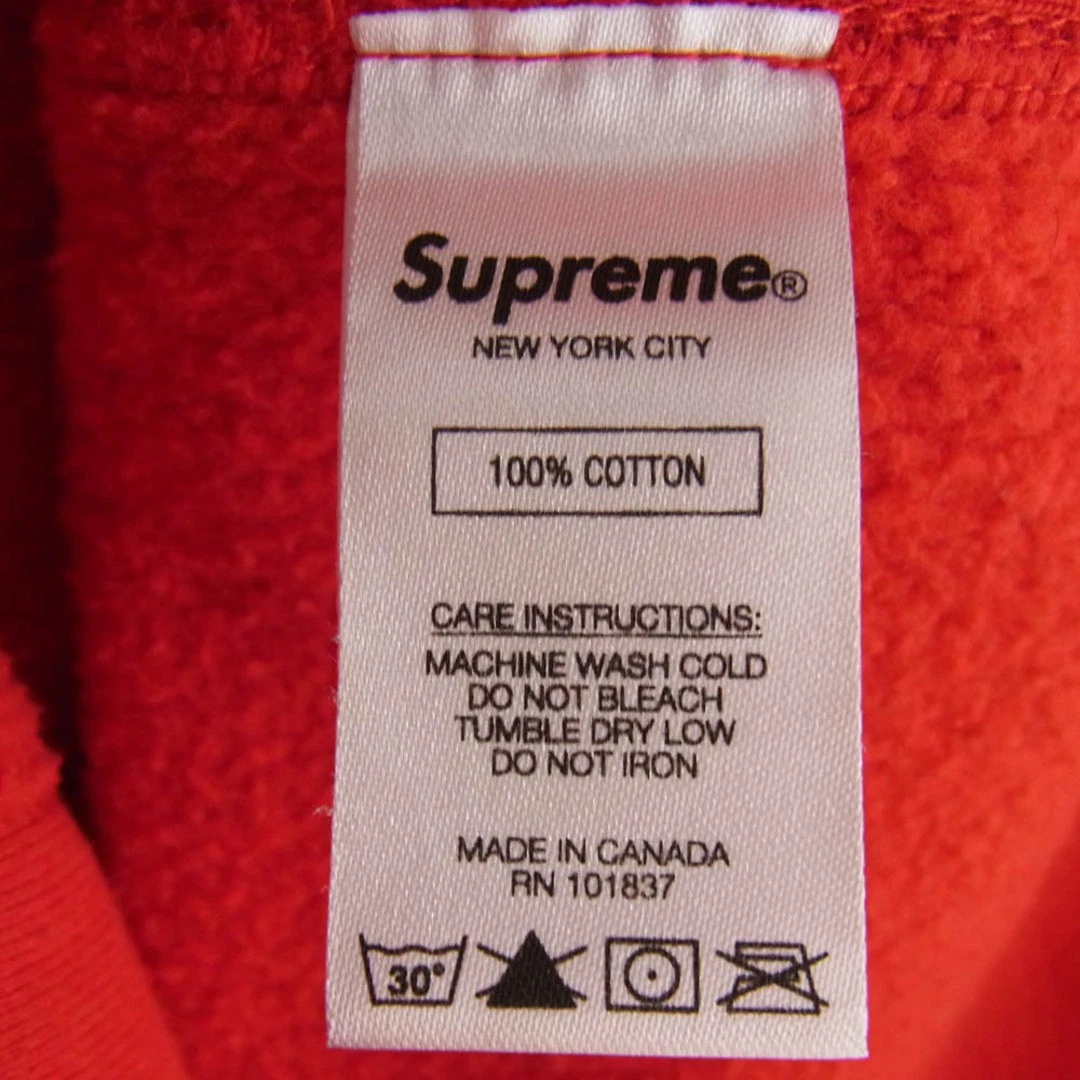 Supreme®
NEW YORK CITY
100% COTTON
CARE INSTRUCTIONS:
MACHINE WASH COLD
DO NOT BLEACH
TUMBLE DRY LOW
DO NOT IRON
MADE IN CANADA
RN 101837
30°